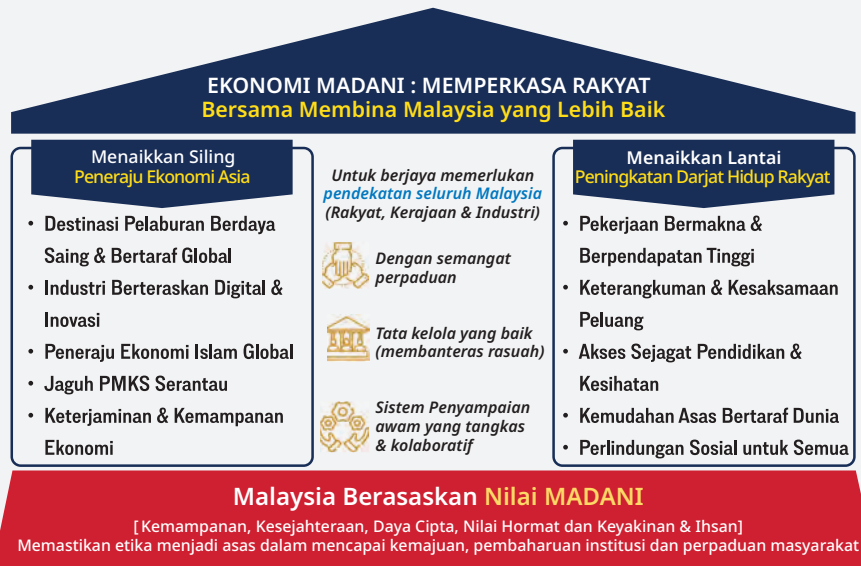 EKONOMI MADANI : MEMPERKASA RAKYAT
Bersama Membina Malaysia yang Lebih Baik
Menaikkan Siling
Peneraju Ekonomi Asia
• Destinasi Pelaburan Berdaya
Saing & Bertaraf Global
• Industri Berteraskan Digital &
Inovasi
• Peneraju Ekonomi Islam Global
• Jaguh PMKS Serantau
• Keterjaminan & Kemampanan
Ekonomi
Untuk berjaya memerlukan
pendekatan seluruh Malaysia
(Rakyat, Kerajaan & Industri)
Dengan semangat
perpaduan
Tata kelola yang baik
(membanteras rasuah)
Sistem Penyampaian
awam yang tangkas
& kolaboratif
Menaikkan Lantai
Peningkatan Darjat Hidup Rakyat
• Pekerjaan Bermakna &
Berpendapatan Tinggi
• Keterangkuman & Kesaksamaan
Peluang
• Akses Sejagat Pendidikan &
Kesihatan
• Kemudahan Asas Bertaraf Dunia
• Perlindungan Sosial untuk Semua
Malaysia Berasaskan Nilai MADANI
[ Kemampanan, Kesejahteraan, Daya Cipta, Nilai Hormat dan Keyakinan & Ihsan]
Memastikan etika menjadi asas dalam mencapai kemajuan, pembaharuan institusi dan perpaduan masyarakat